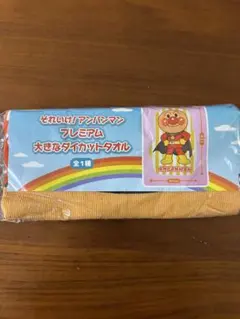 それいけ!アンパンマン
プレミアム
大きなダイカットタオル
全1種